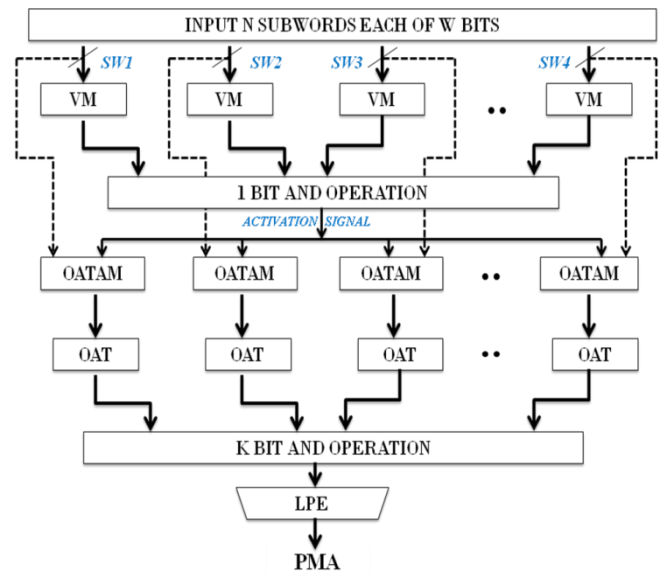 INPUT N SUBWORDS EACH OF W BITS
SW1 SW2 SW3 SW4
VM VM VM •• VM
1 BIT AND OPERATION
ACTIVATION SIGNAL
OATAM OATAM OATAM •• OATAM
OAT OAT OAT •• OAT
K BIT AND OPERATION
LPE
PMA